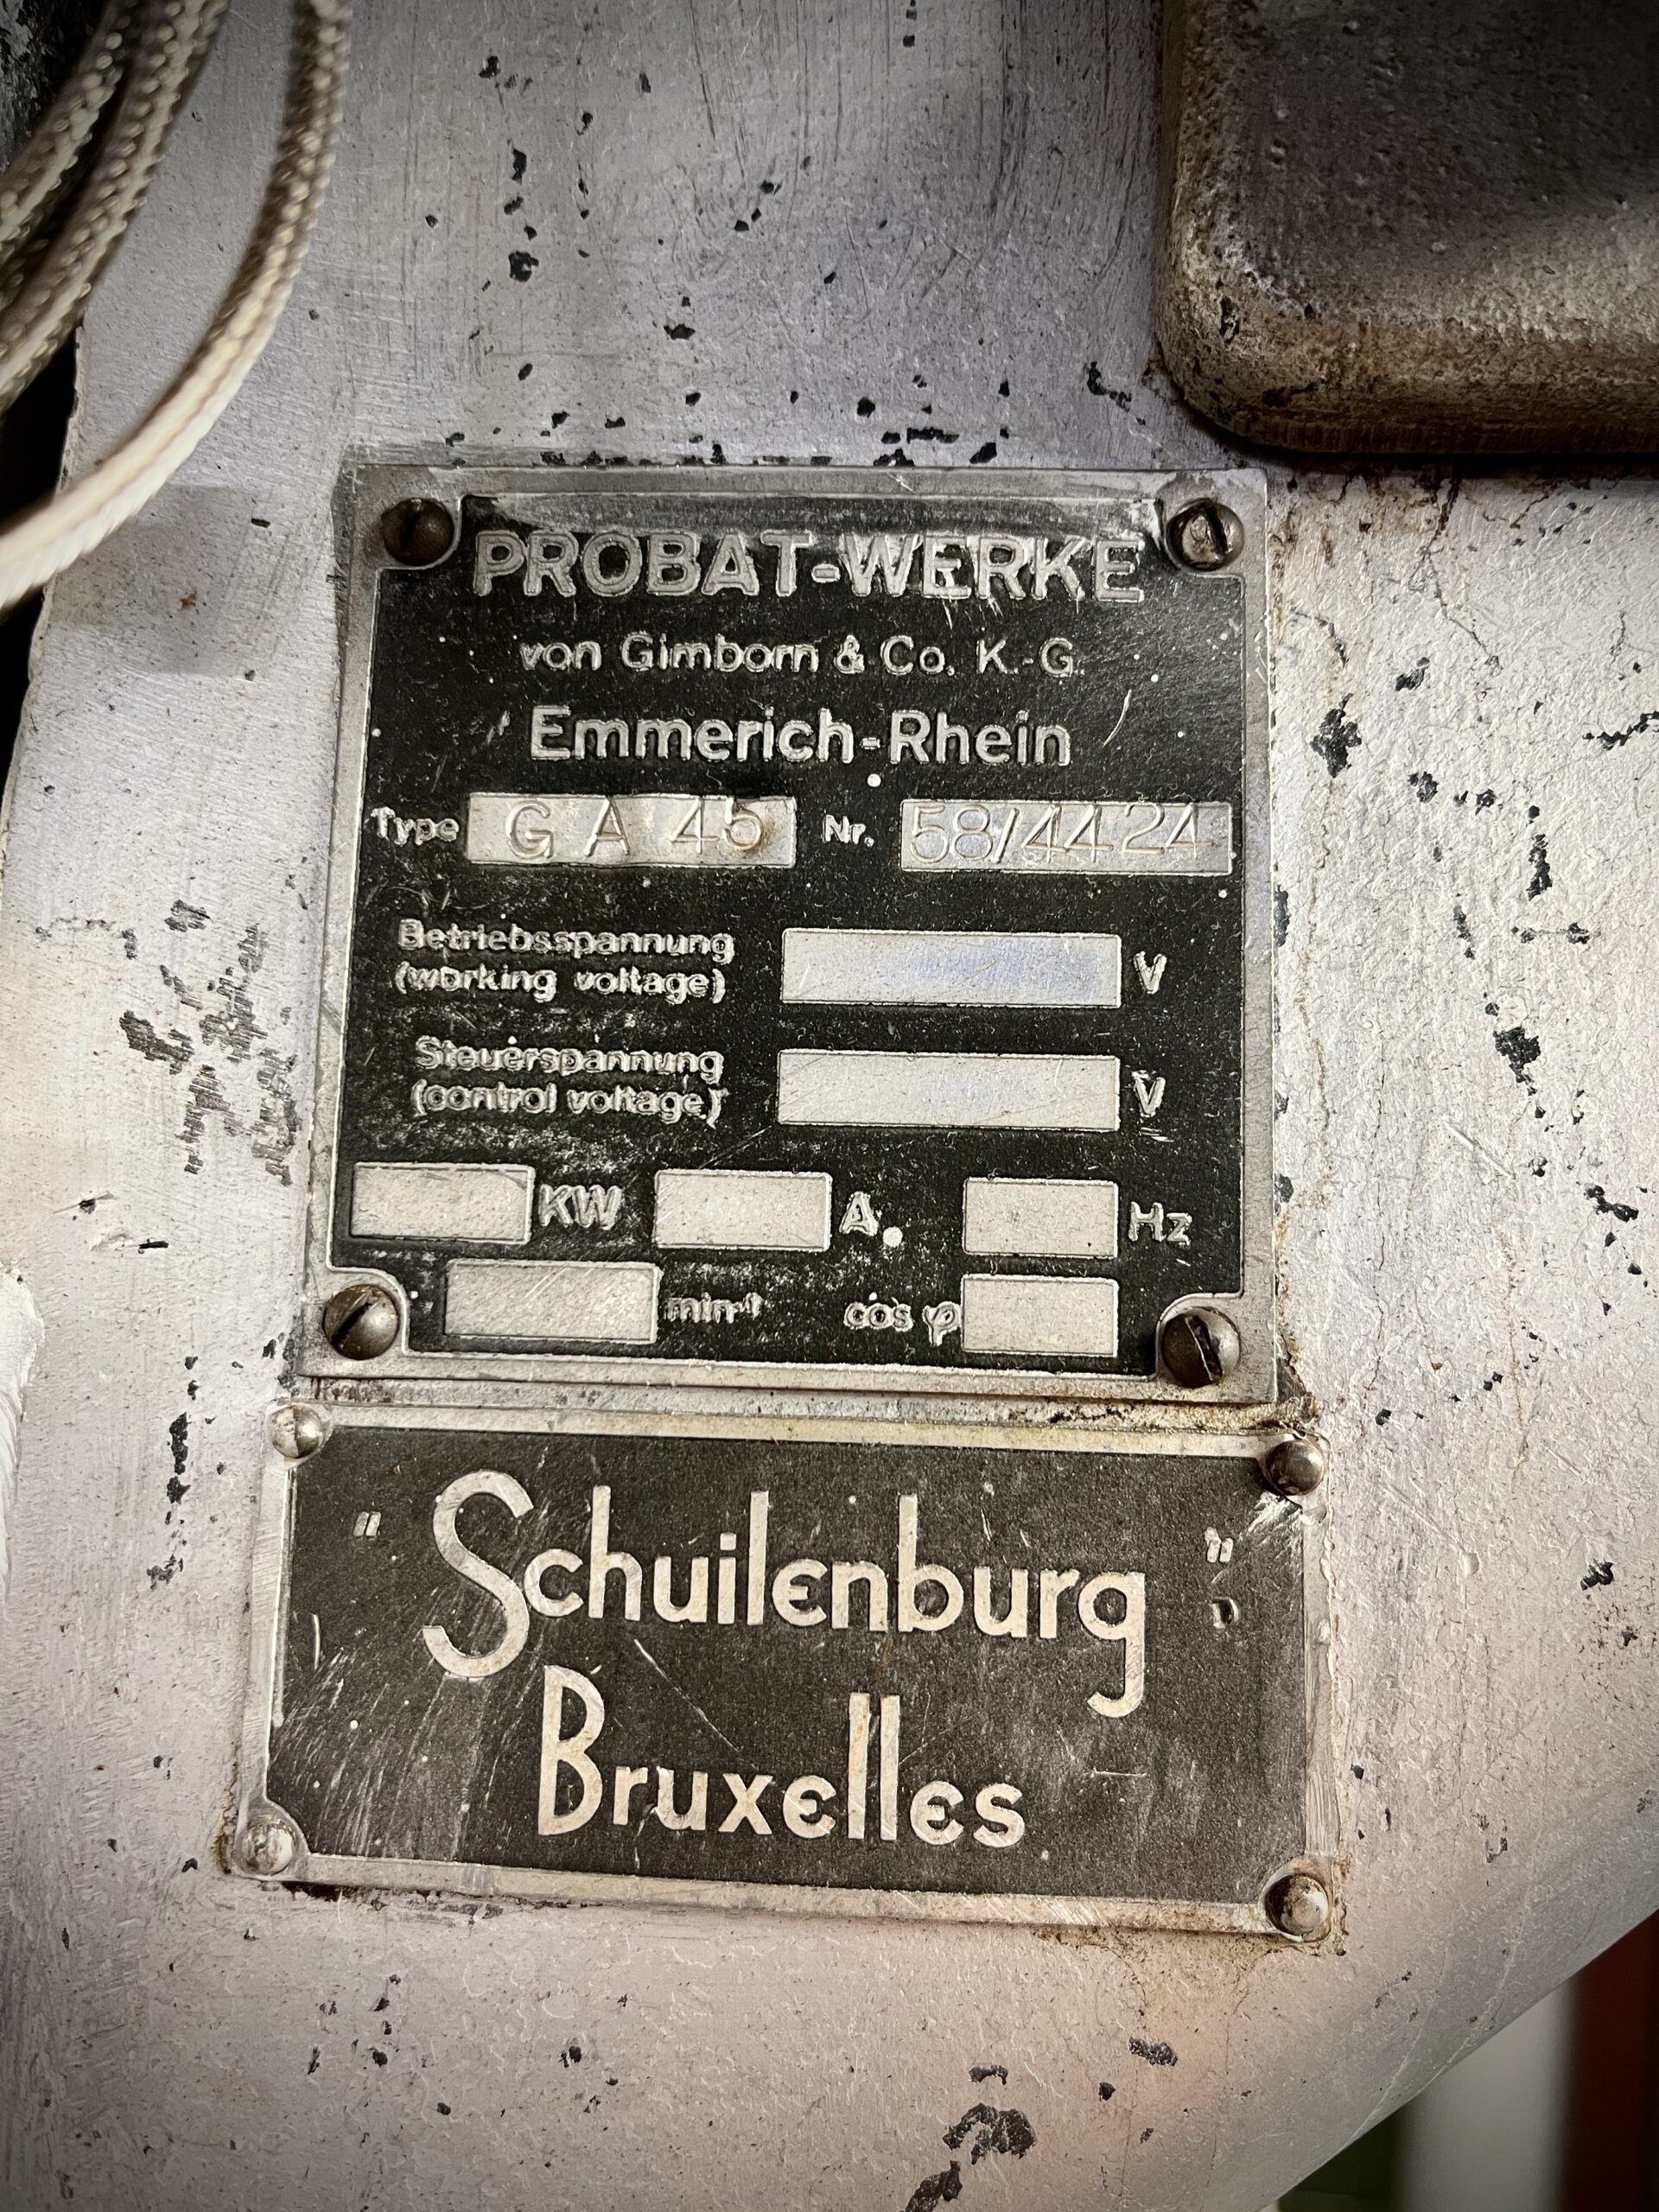 PROBAT-WERKE
von Gimborn & Co. K.-G.
Emmerich-Rhein
Type G A 45 Nr. 58/4424
Betriebsspannung
(working voltage) V
Steuerspannung
(control voltage) V
KW A. Hz
min⁻¹ cos φ
"Schuilenburg"
Bruxelles